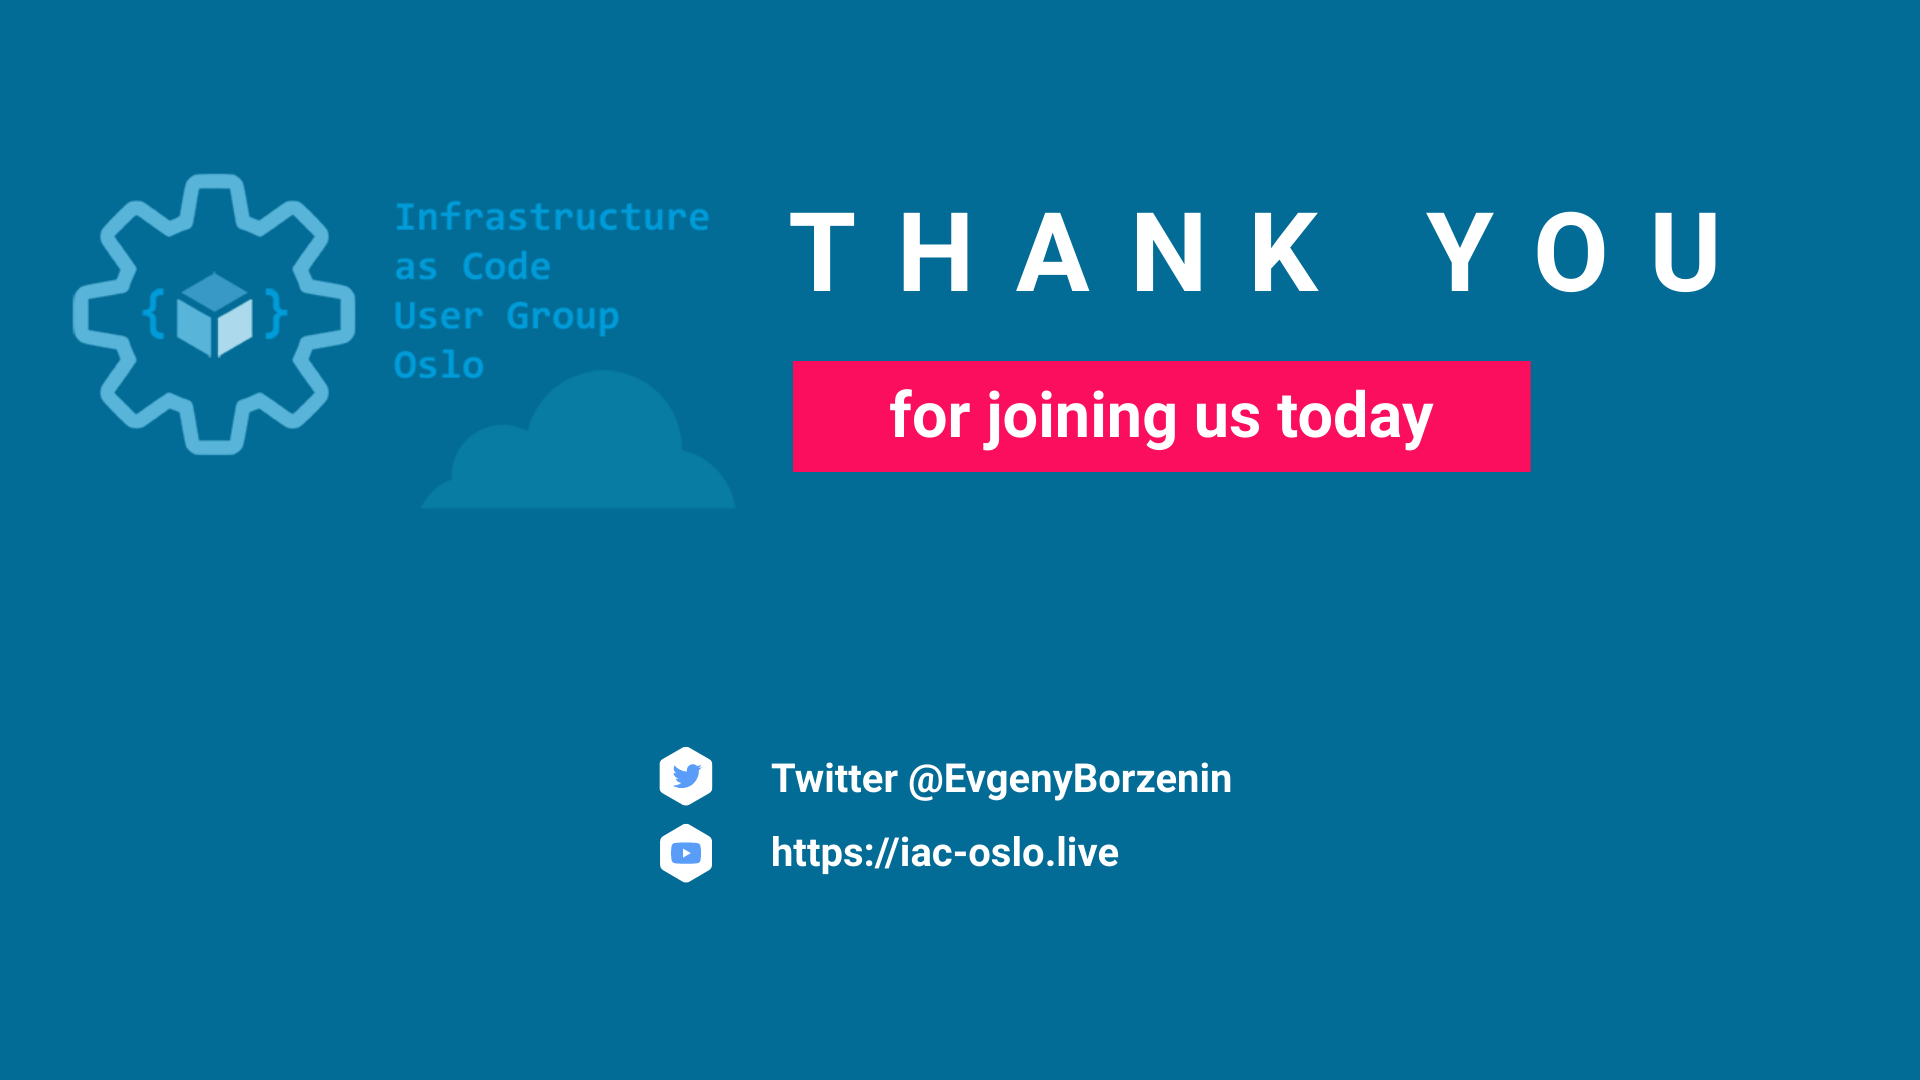 Infrastructure
as Code
User Group
Oslo
THANK YOU
for joining us today
Twitter @EvgenyBorzenin
https://iac-oslo.live